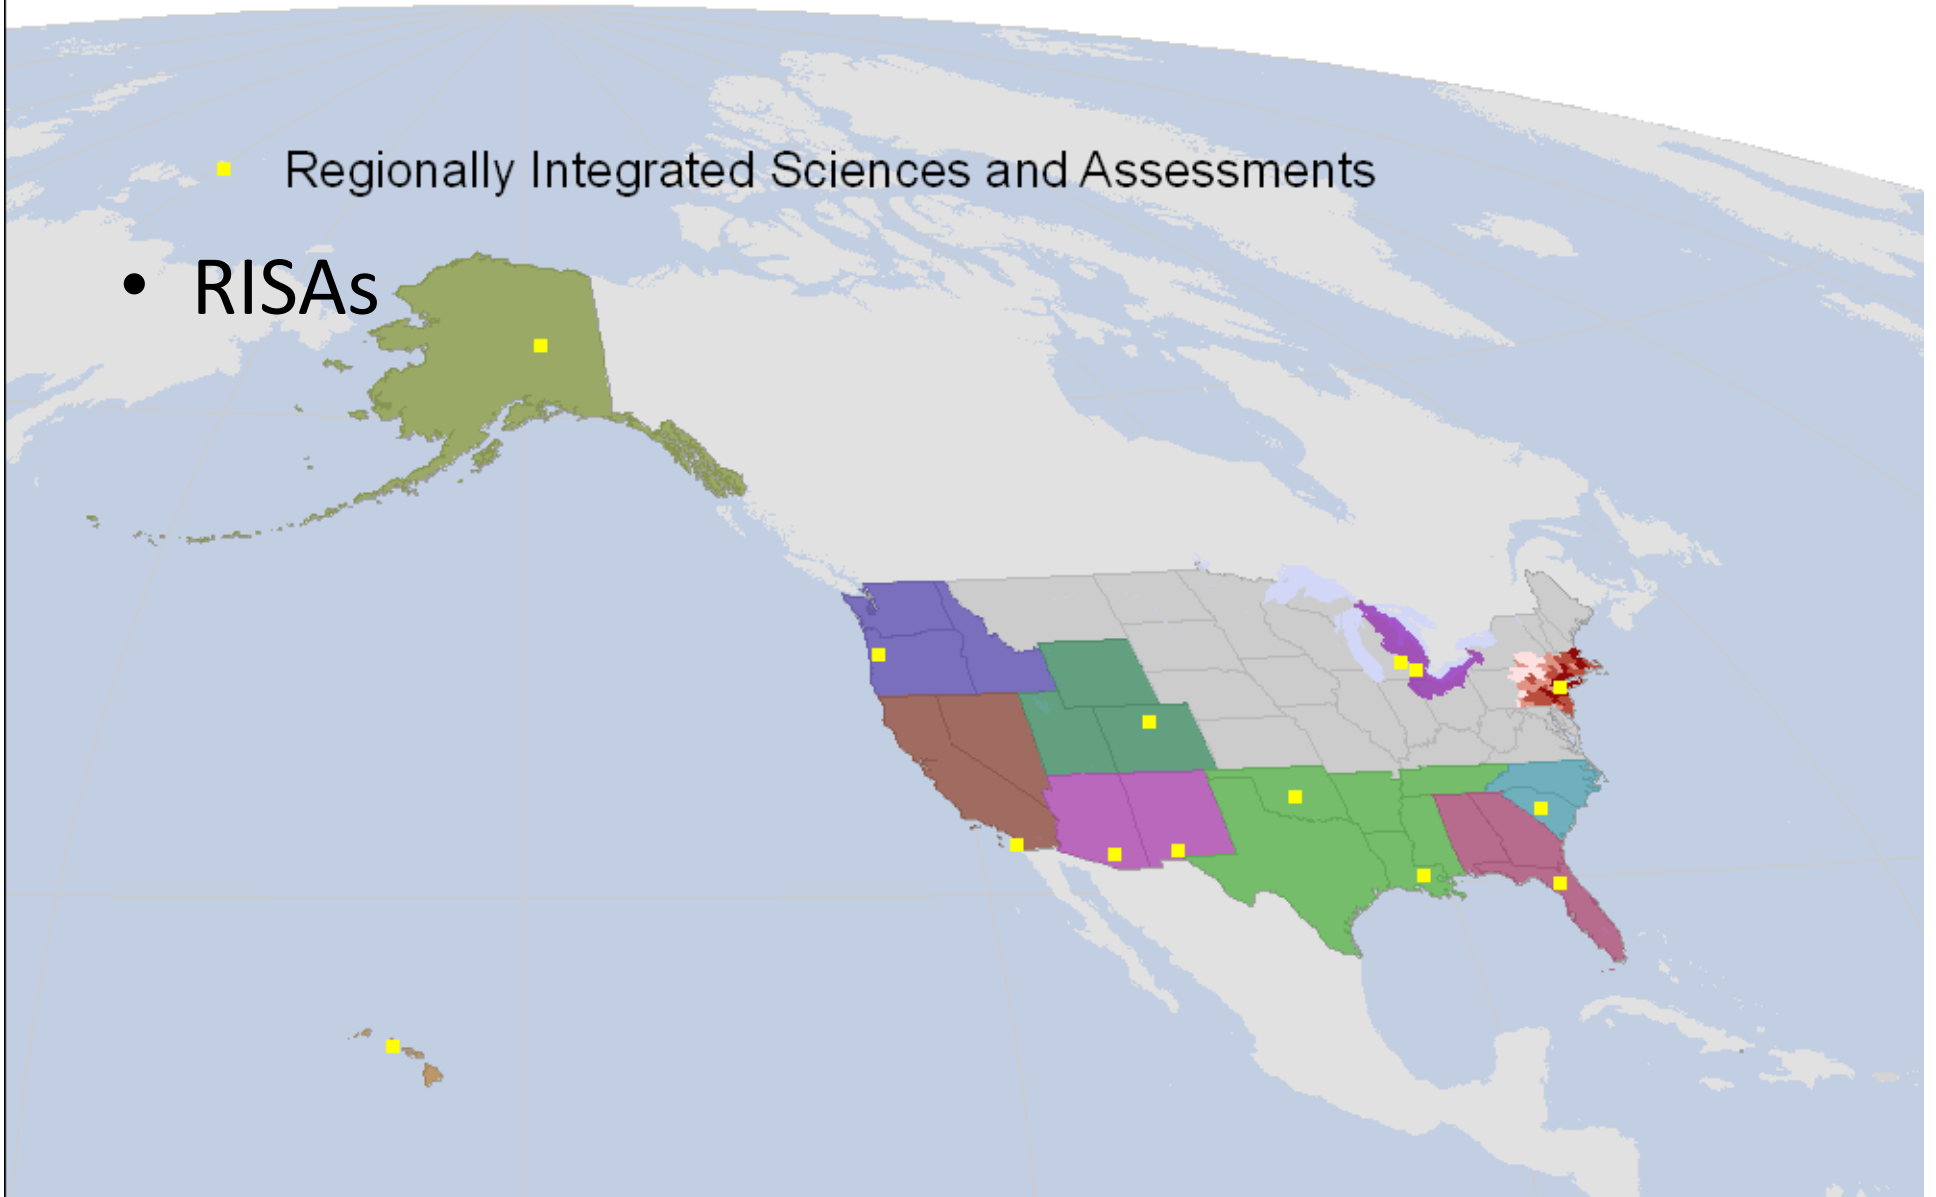 Regionally Integrated Sciences and Assessments
• RISAs